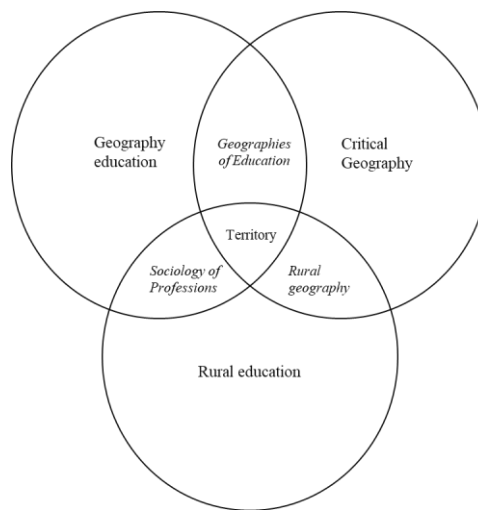 Geography
education
Geographies
of Education
Critical
Geography
Territory
Sociology of
Professions
Rural
geography
Rural education